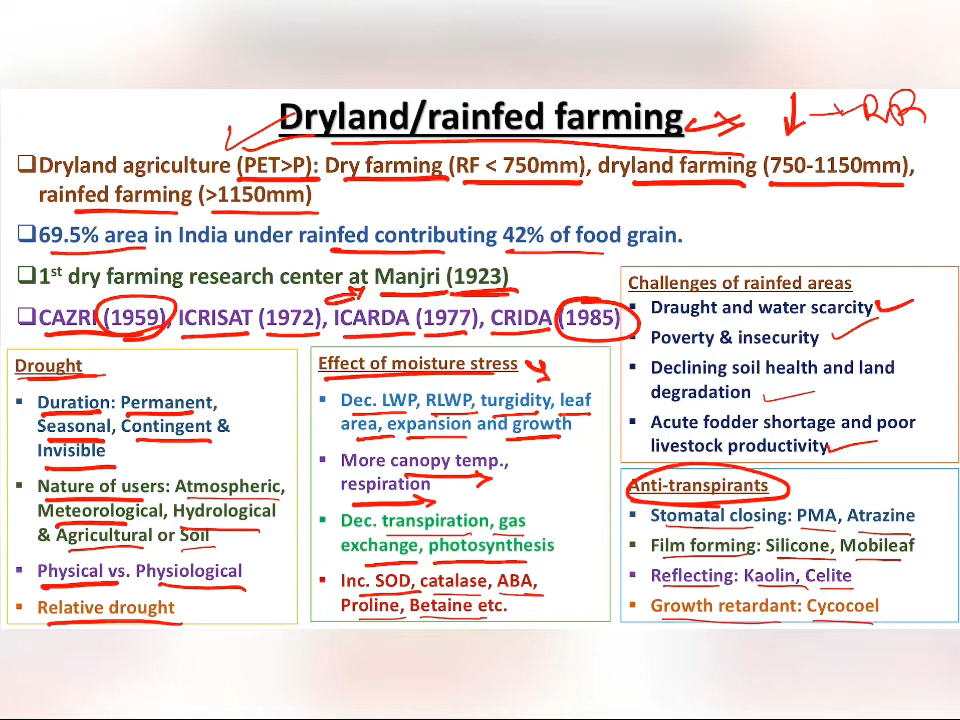 Dryland/rainfed farming
RR
❑Dryland agriculture (PET>P): Dry farming (RF < 750mm), dryland farming (750-1150mm),
rainfed farming (>1150mm)
❑69.5% area in India under rainfed contributing 42% of food grain.
❑1st dry farming research center at Manjri (1923)
❑CAZRI (1959), ICRISAT (1972), ICARDA (1977), CRIDA (1985)
Challenges of rainfed areas
▪ Draught and water scarcity
▪ Poverty & insecurity
▪ Declining soil health and land
degradation
▪ Acute fodder shortage and poor
livestock productivity
Drought
▪ Duration: Permanent,
Seasonal, Contingent &
Invisible
▪ Nature of users: Atmospheric,
Meteorological, Hydrological
& Agricultural or Soil
▪ Physical vs. Physiological
▪ Relative drought
Effect of moisture stress
▪ Dec. LWP, RLWP, turgidity, leaf
area, expansion and growth
▪ More canopy temp.,
respiration
▪ Dec. transpiration, gas
exchange, photosynthesis
▪ Inc. SOD, catalase, ABA,
Proline, Betaine etc.
Anti-transpirants
▪ Stomatal closing: PMA, Atrazine
▪ Film forming: Silicone, Mobileaf
▪ Reflecting: Kaolin, Celite
▪ Growth retardant: Cycocoel